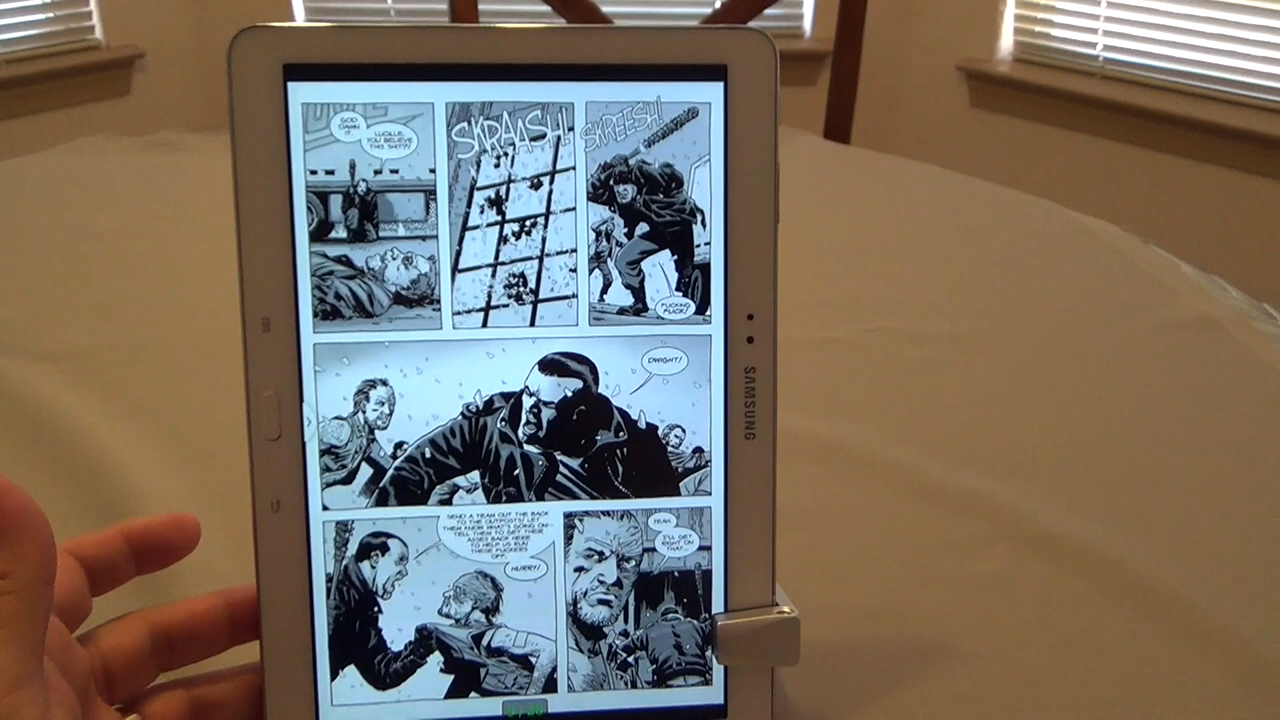 GOD
DAMN
IT.
LUCILLE,
YOU BELIEVE
THIS SHIT?!
SKRAASH!
SKREESH!
FUCKING
FUCK!
DWIGHT!
SAMSUNG
SEND A TEAM OUT THE BACK
TO THE OUTPOSTS! LET
THEM KNOW WHAT'S GOING ON--
TELL THEM TO GET THEIR
ASSES BACK HERE
TO HELP US RUN
THESE FUCKERS
OFF.
HURRY!
YEAH.
I'LL GET
RIGHT ON
THAT...